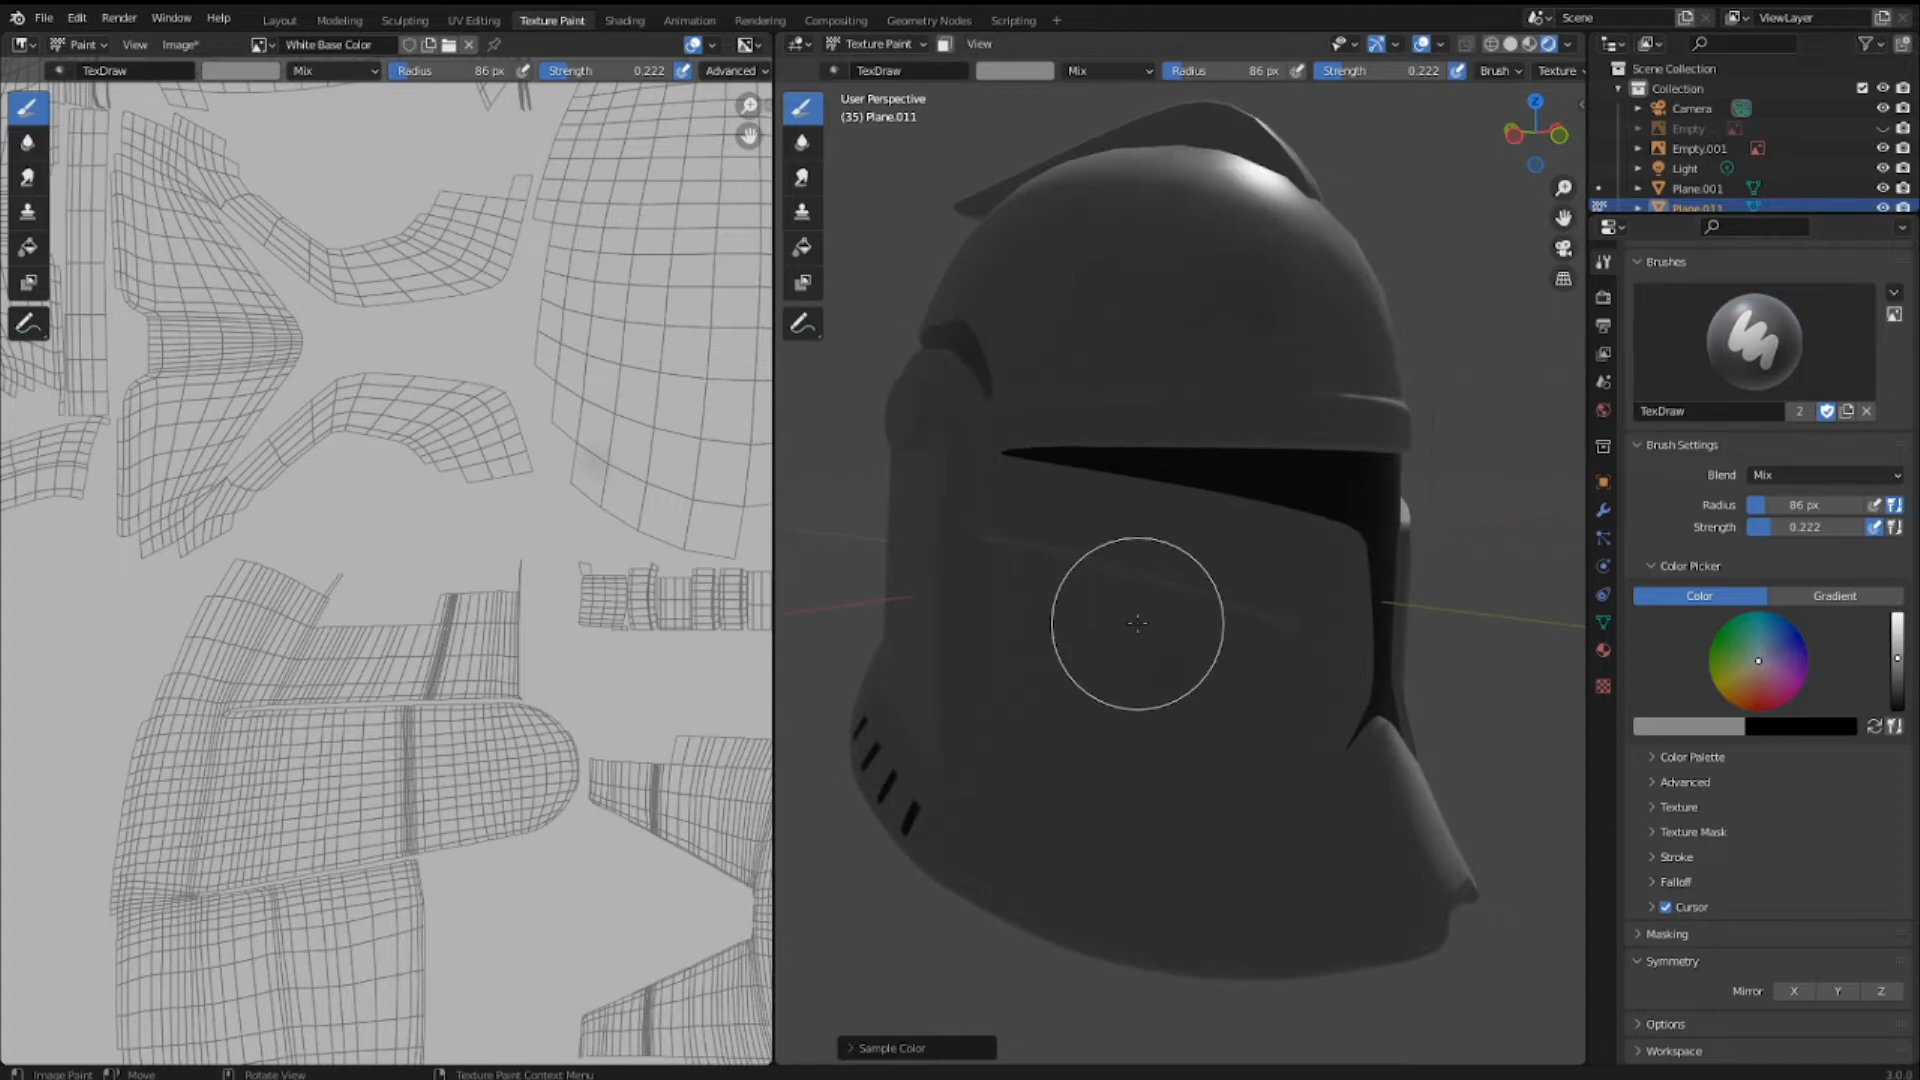 File Edit Render Window Help
Layout Modeling Sculpting UV Editing Texture Paint Shading Animation Rendering Compositing Geometry Nodes Scripting +
Scene
ViewLayer
Paint View Image* White Base Color
Texture Paint View
TexDraw Mix Radius 86 px Strength 0.222 Advanced
TexDraw Mix Radius 86 px Strength 0.222 Brush Texture
User Perspective
(35) Plane.011
Z
Scene Collection
Collection
Camera
Empty
Empty.001
Light
Plane.001
Plane.011
Brushes
TexDraw 2
Brush Settings
Blend Mix
Radius 86 px
Strength 0.222
Color Picker
Color Gradient
Color Palette
Advanced
Texture
Texture Mask
Stroke
Falloff
Cursor
Masking
Symmetry
Mirror X Y Z
Options
Workspace
Sample Color
Image Paint Move Rotate View Texture Paint Context Menu 3.0.0